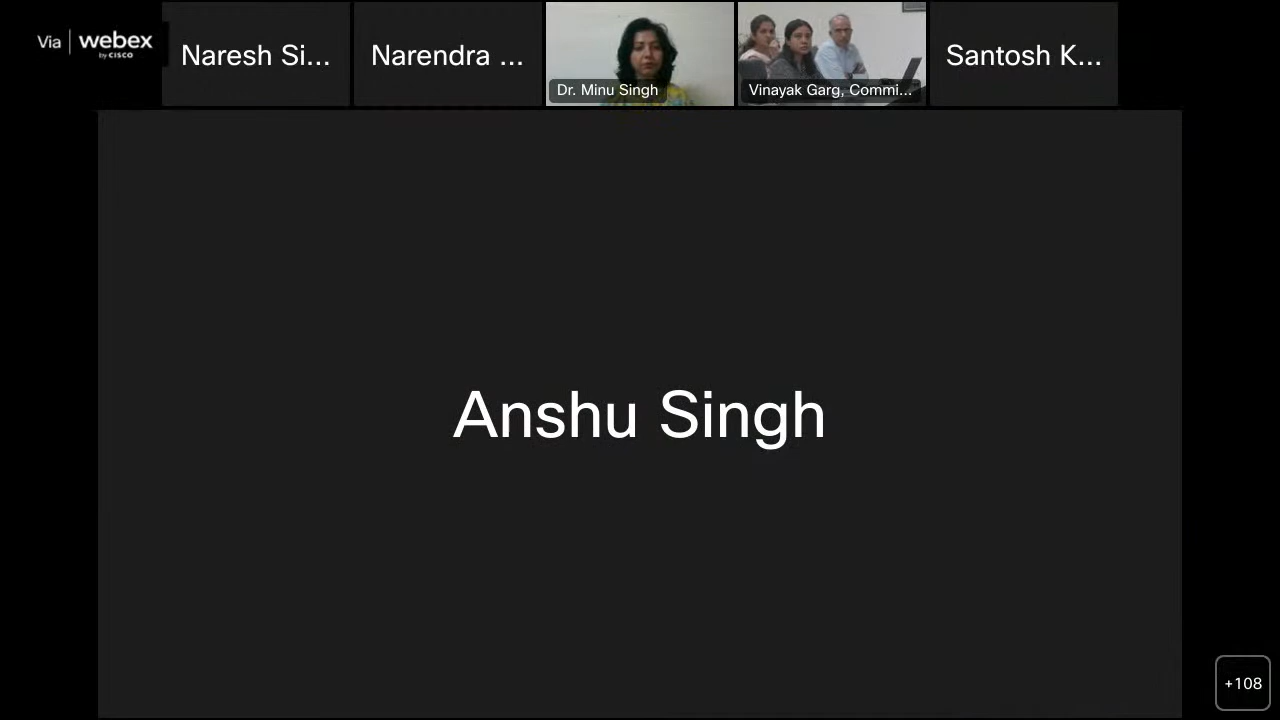 Via webex
by CISCO
Naresh Si...
Narendra ...
Dr. Minu Singh
Vinayak Garg, Commi...
Santosh K...
Anshu Singh
+108